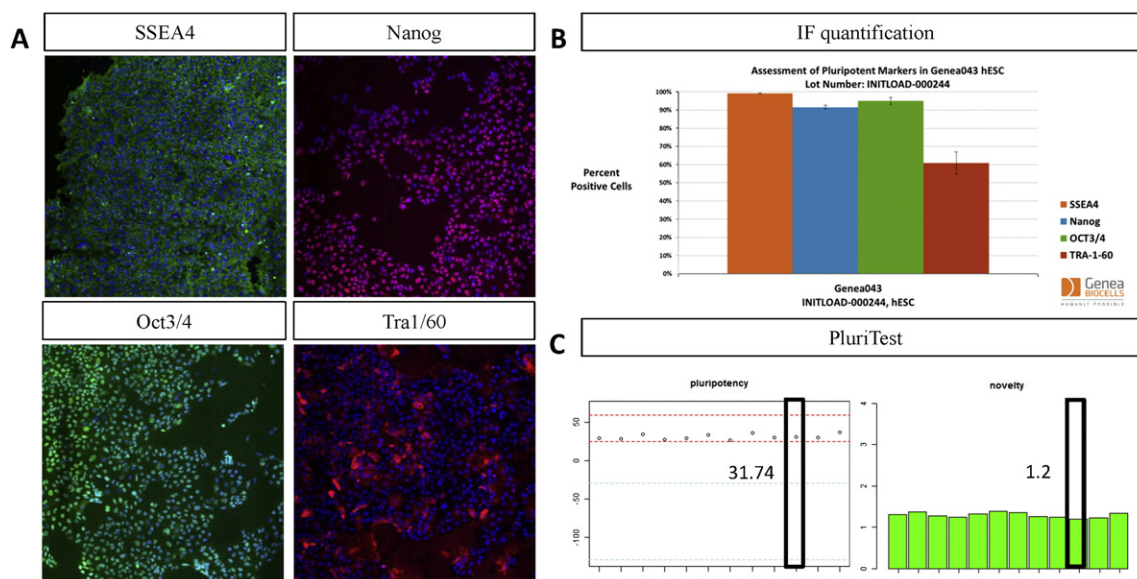 A
SSEA4
Nanog
Oct3/4
Tra1/60
B
IF quantification
Assessment of Pluripotent Markers in Genea043 hESC
Lot Number: INITLOAD-000244
Percent
Positive Cells
100%
90%
80%
70%
60%
50%
40%
30%
20%
10%
0%
SSEA4
Nanog
OCT3/4
TRA-1-60
Genea043
INITLOAD-000244, hESC
Genea
BIOCELLS
HUMANLY POSSIBLE
C
PluriTest
pluripotency
50
0
-50
-100
31.74
novelty
4
3
2
1
0
1.2